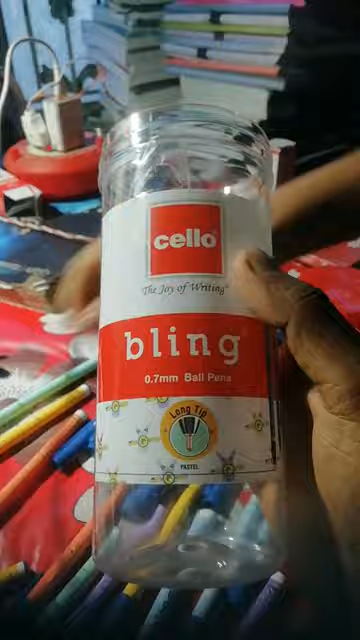 cello
The Joy of Writing
bling
0.7mm Ball Pens
Long Tip
PASTEL